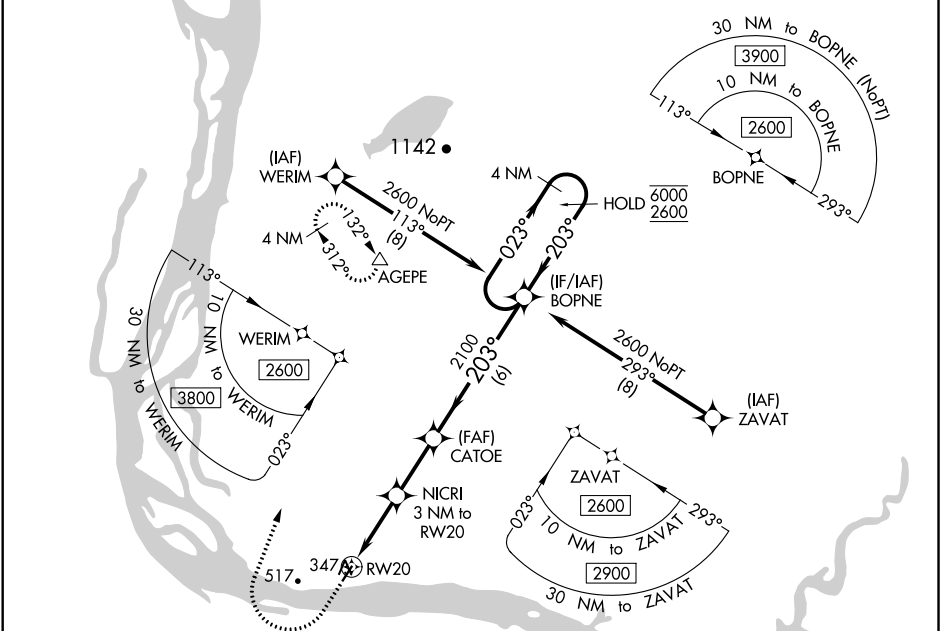 30 NM to BOPNE (NoPT)
3900
10 NM to BOPNE
2600
113°
BOPNE
293°
1142
(IAF)
WERIM
2600 NoPT
113°
(8)
4 NM
132°
312°
AGEPE
4 NM
HOLD 6000
2600
023°
203°
(IF/IAF)
BOPNE
113°
30 NM to WERIM
10 NM to WERIM
WERIM
2600
3800
023°
2100
203°
(6)
2600 NoPT
293°
(8)
(IAF)
ZAVAT
(FAF)
CATOE
NICRI
3 NM to
RW20
ZAVAT
2600
023°
293°
10 NM to ZAVAT
2900
30 NM to ZAVAT
517
347
RW20